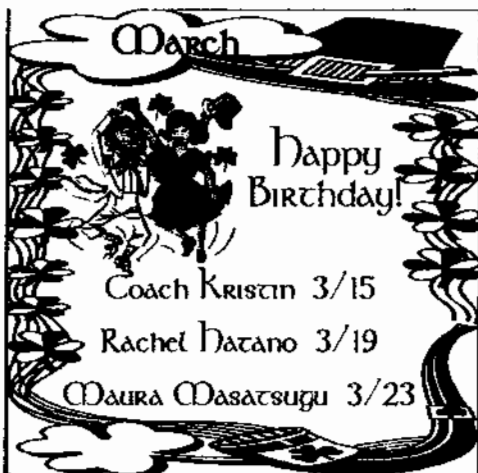 March
Happy
Birthday!
Coach Kristin 3/15
Rachel Hatano 3/19
Maura Masatsugu 3/23